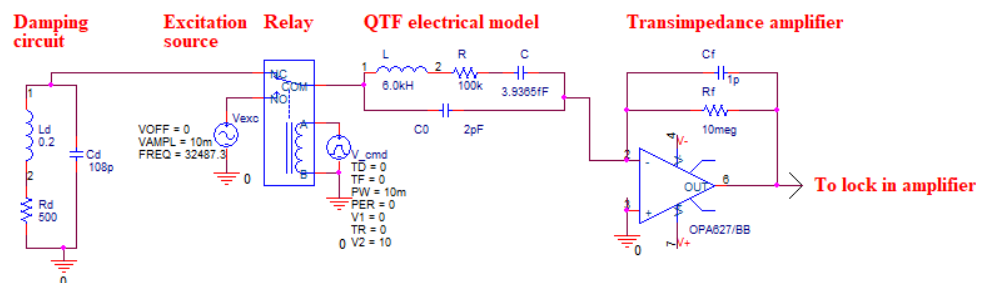 Damping circuit
Excitation source
Relay
QTF electrical model
Transimpedance amplifier
1
Ld
0.2
2
Rd
500
Cd
108p
0
VOFF = 0
VAMPL = 10m
FREQ = 32487.3
Vexc
0
NC
COM
NO
A
B
V_cmd
TD = 0
TF = 0
PW = 10m
PER = 0
V1 = 0
TR = 0
V2 = 10
0
1
L
2
6.0kH
R
100k
C
3.9365fF
C0
2pF
Cf
1p
Rf
10meg
2
-
3
+
4
V-
OUT
6
7
V+
OPA627/BB
0
To lock in amplifier